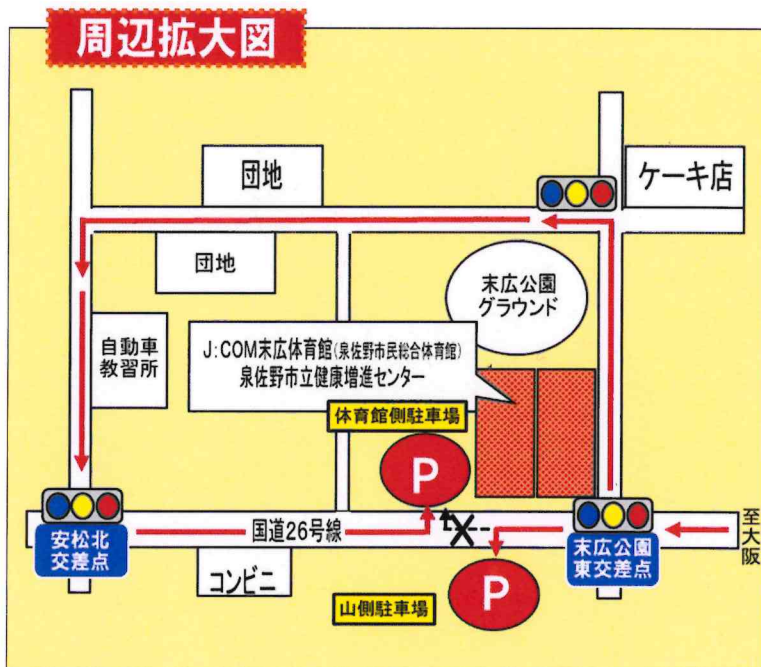 周辺拡大図
団地
ケーキ店
団地
末広公園
グラウンド
自動車
教習所
J:COM末広体育館(泉佐野市民総合体育館)
泉佐野市立健康増進センター
体育館側駐車場
P
国道26号線
安松北
交差点
末広公園
東交差点
至大阪
コンビニ
P
山側駐車場